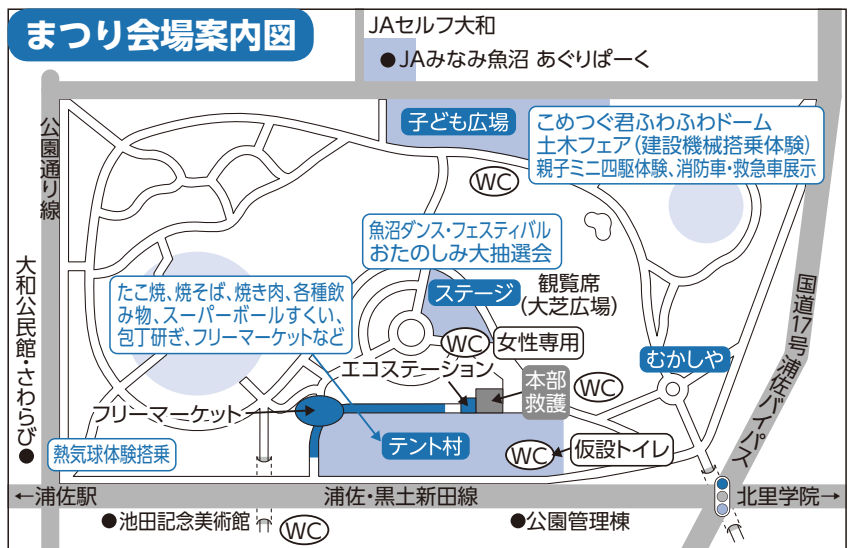 まつり会場案内図
JAセルフ大和
●JAみなみ魚沼 あぐりぱーく
公園通り線
子ども広場
こめつぐ君ふわふわドーム
土木フェア(建設機械搭乗体験)
親子ミニ四駆体験、消防車・救急車展示
WC
魚沼ダンス・フェスティバル
おたのしみ大抽選会
ステージ
観覧席
(大芝広場)
大和公民館・さわらび●
たこ焼、焼そば、焼き肉、各種飲
み物、スーパーボールすくい、
包丁研ぎ、フリーマーケットなど
国道17号 浦佐バイパス
WC
女性専用
むかしや
エコステーション
本部
救護
WC
フリーマーケット
熱気球体験搭乗
テント村
WC
仮設トイレ
←浦佐駅
浦佐・黒土新田線
北里学院→
●池田記念美術館
WC
●公園管理棟